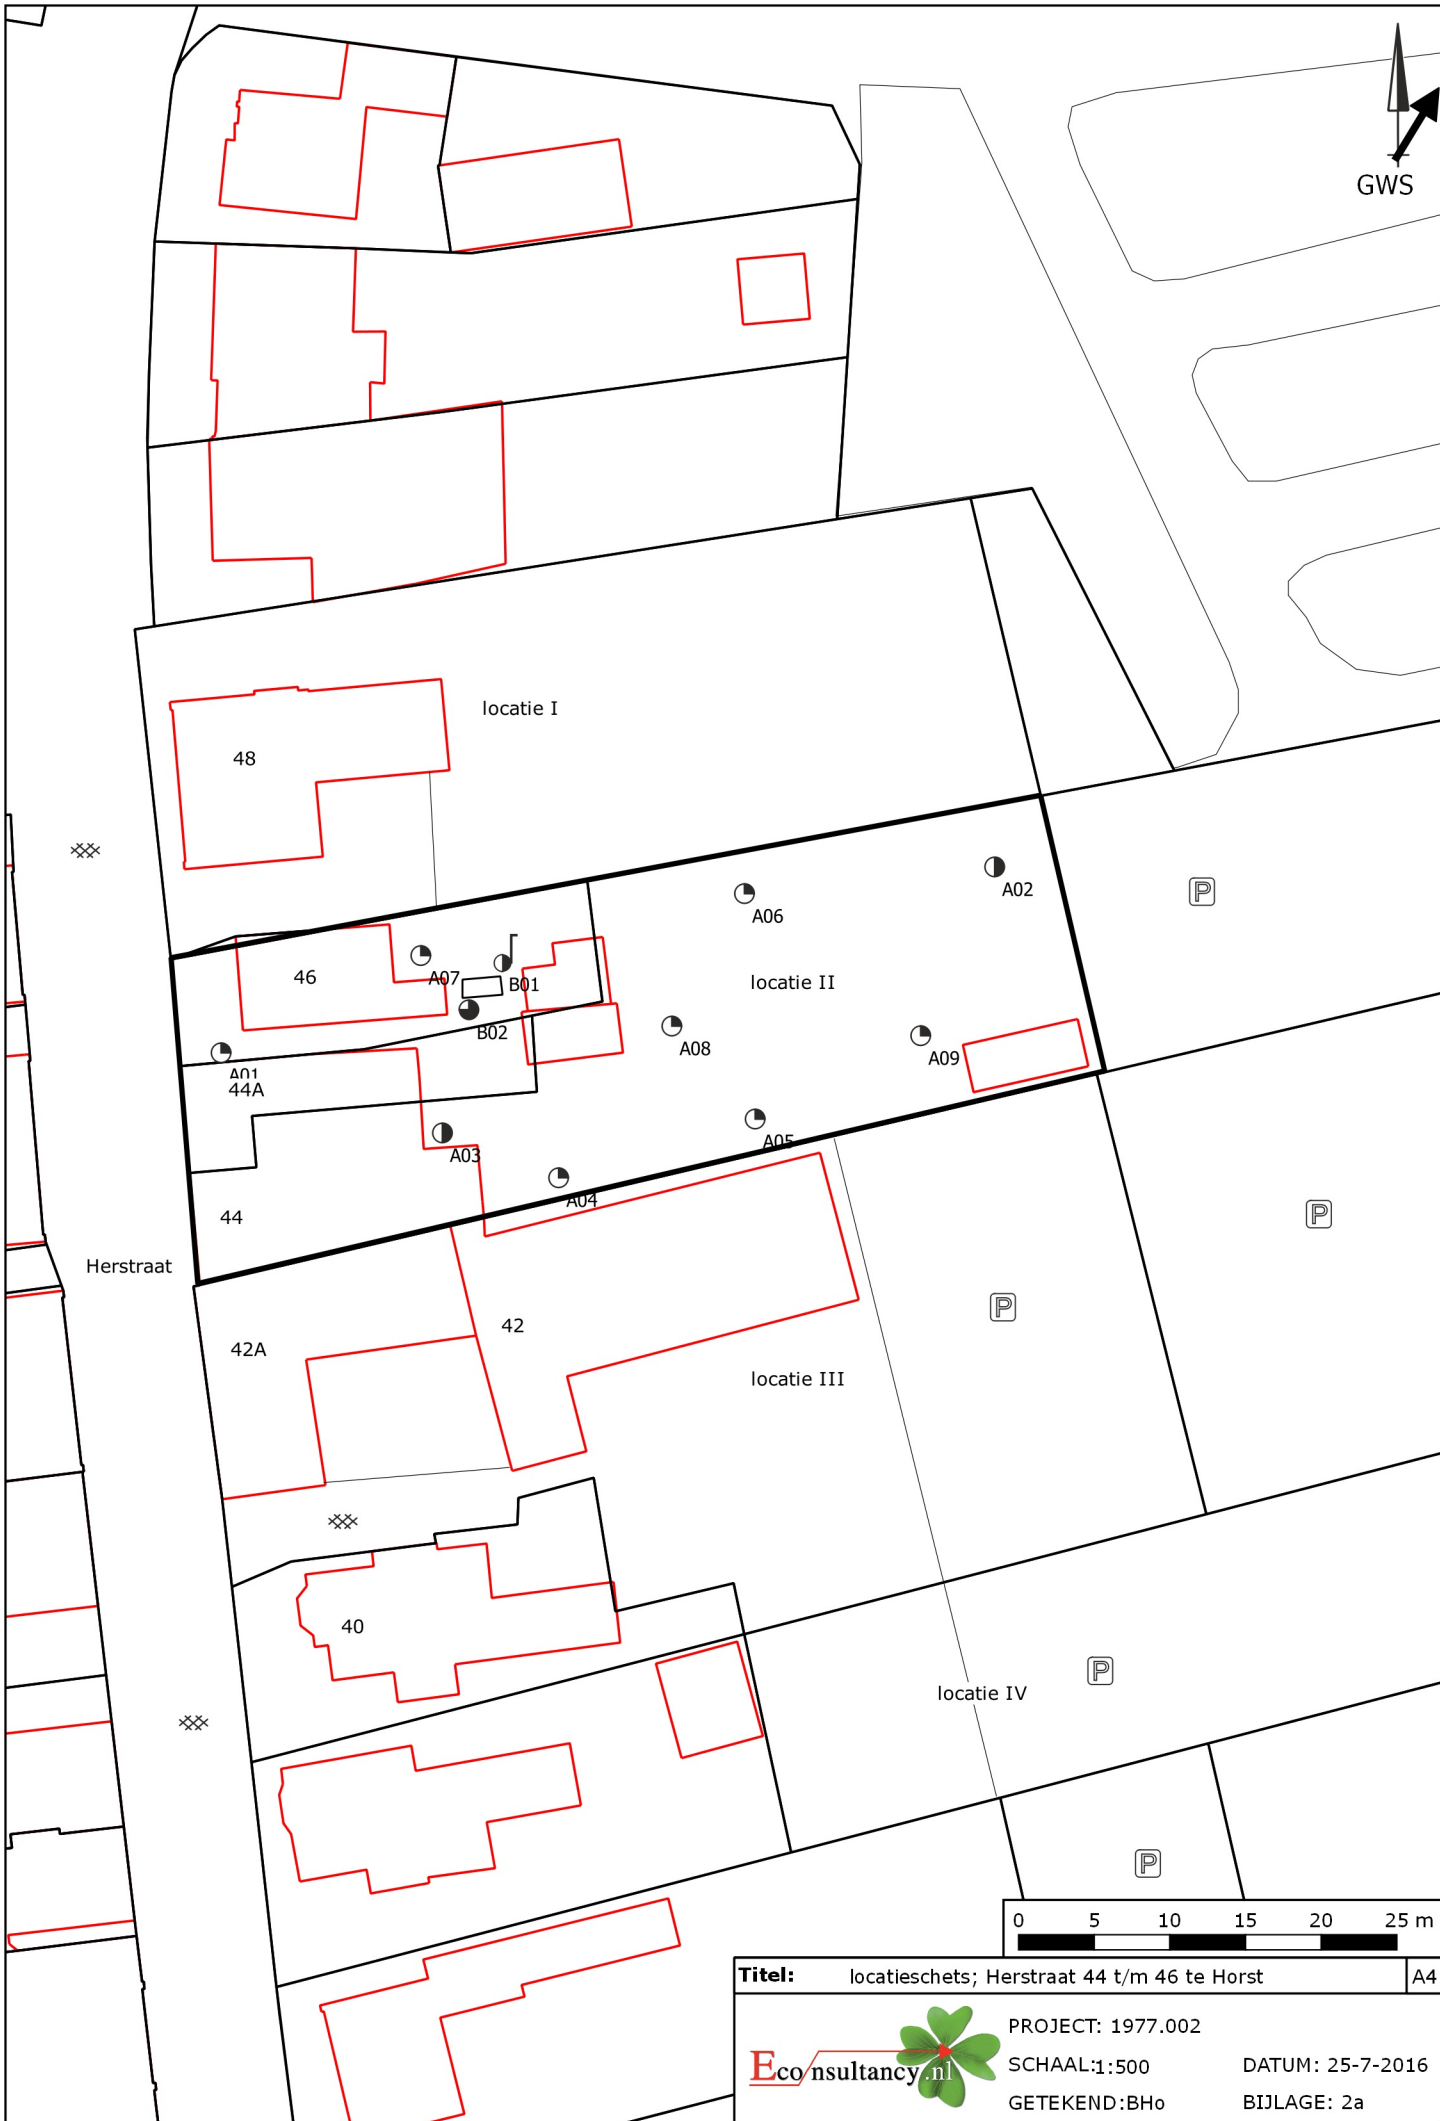 GWS
locatie I
48
P
A02
A06
locatie II
46
A07
B01
B02
A08
A09
A01
44A
A05
A03
A04
44
P
Herstraat
P
42
42A
locatie III
40
P
locatie IV
P
0 5 10 15 20 25 m
Titel: locatieschets; Herstraat 44 t/m 46 te Horst A4
PROJECT: 1977.002
Econsultancy.nl
SCHAAL:1:500 DATUM: 25-7-2016
GETEKEND:BHo BIJLAGE: 2a